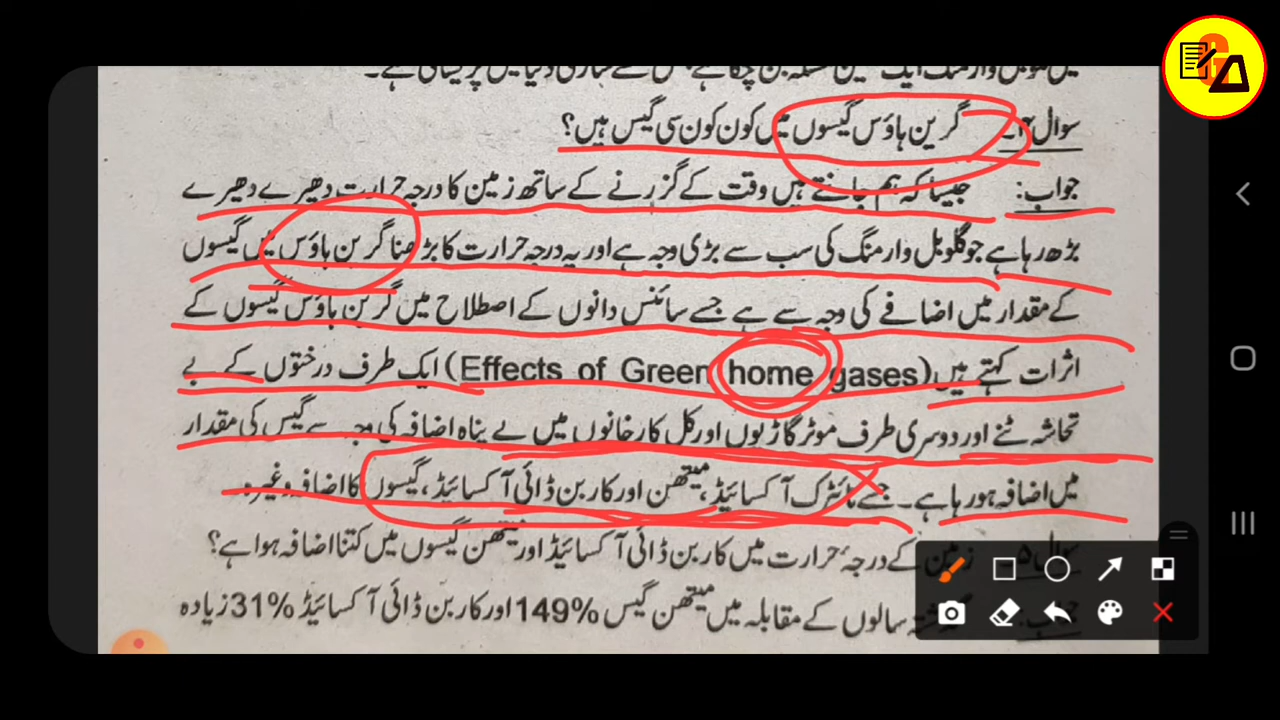 سوال ۴۔ گرین ہاؤس گیسوں میں کون کون سی گیس ہیں؟
جواب: جیسا کہ ہم جانتے ہیں وقت کے گزرنے کے ساتھ زمین کا درجہ حرارت دھیرے دھیرے
بڑھ رہا ہے جو گلوبل وارمنگ کی سب سے بڑی وجہ ہے اور یہ درجہ حرارت کا بڑھنا گرین ہاؤس میں گیسوں
کے مقدار میں اضافے کی وجہ سے ہے جسے سائنس دانوں کے اصطلاح میں گرین ہاؤس گیسوں کے
اثرات کہتے ہیں (Effects of Green home gases) ایک طرف درختوں کے بے
تحاشہ کٹنے اور دوسری طرف موٹر گاڑیوں اور کل کارخانوں میں بے پناہ اضافہ کی وجہ سے گیس کی مقدار
میں اضافہ ہو رہا ہے۔ جسے نائٹرک آکسائیڈ، میتھن اور کاربن ڈائی آکسائیڈ، گیسوں کا اضافہ وغیرہ۔
سوال ۵۔ زمین کے درجۂ حرارت میں کاربن ڈائی آکسائیڈ اور میتھن گیسوں میں کتنا اضافہ ہوا ہے؟
سالوں کے مقابلہ میں میتھن گیس 149% اور کاربن ڈائی آکسائیڈ 31% زیادہ